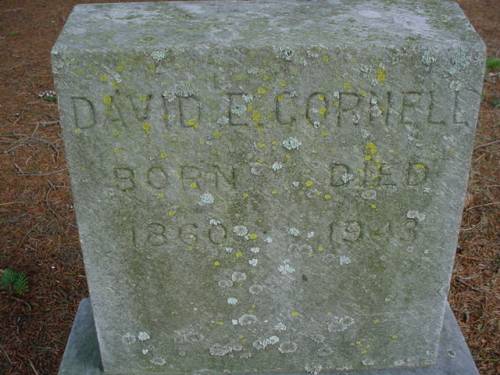 DAVID E. CORNELL
BORN DIED
1860 1943